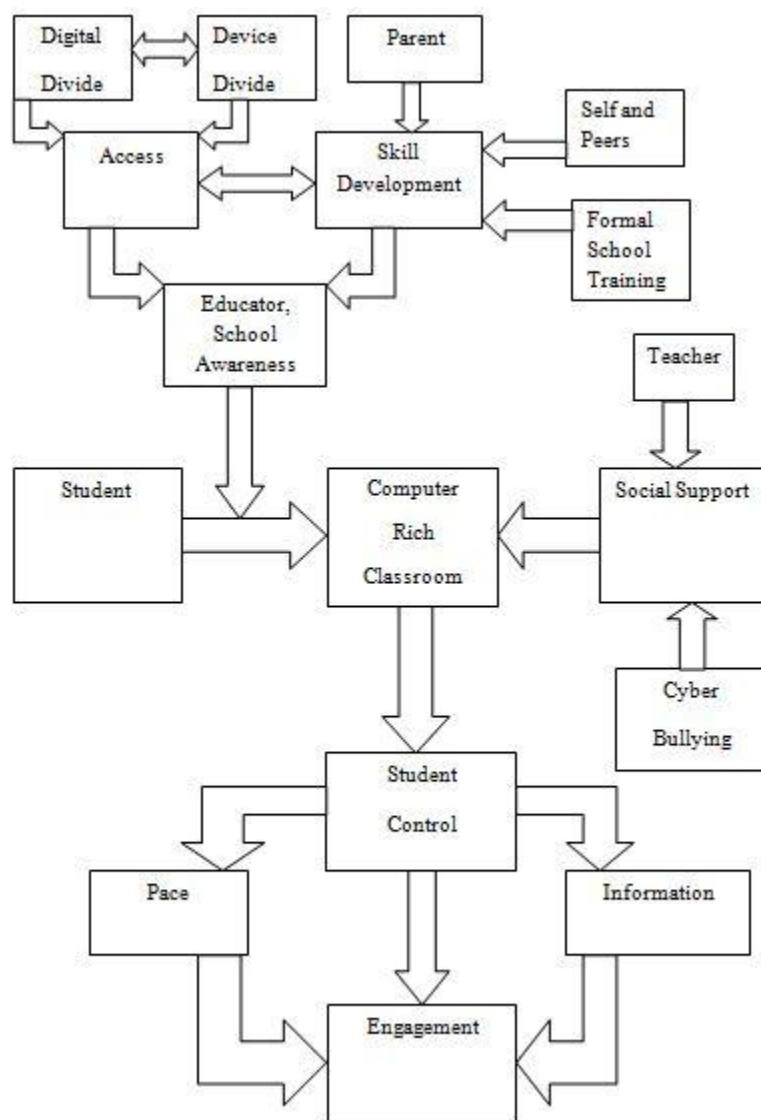 Digital
Divide
Device
Divide
Parent
Self and
Peers
Access
Skill
Development
Formal
School
Training
Educator,
School
Awareness
Teacher
Student
Computer
Rich
Classroom
Social Support
Cyber
Bullying
Student
Control
Pace
Information
Engagement